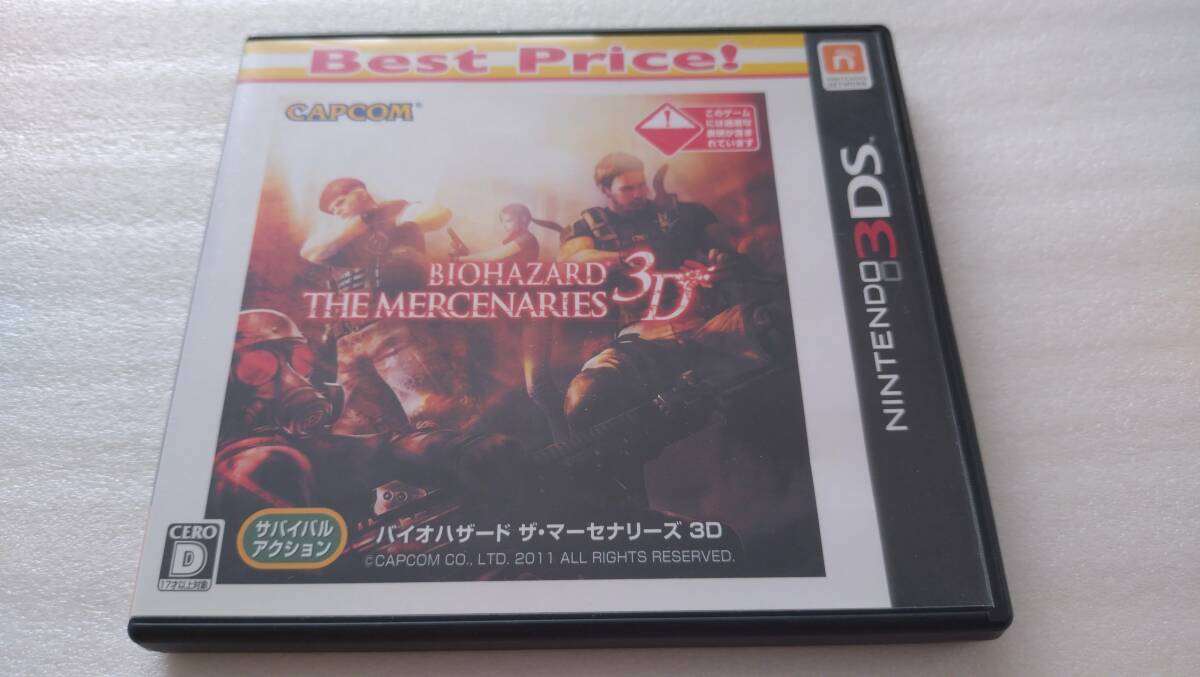 Best Price!
CAPCOM®
このゲーム
には過激な
表現が含ま
れています
BIOHAZARD
THE MERCENARIES 3D
CERO
D
17才以上対象
サバイバル
アクション
バイオハザード ザ・マーセナリーズ 3D
©CAPCOM CO., LTD. 2011 ALL RIGHTS RESERVED.
NINTENDO
NETWORK
NINTENDO 3DS